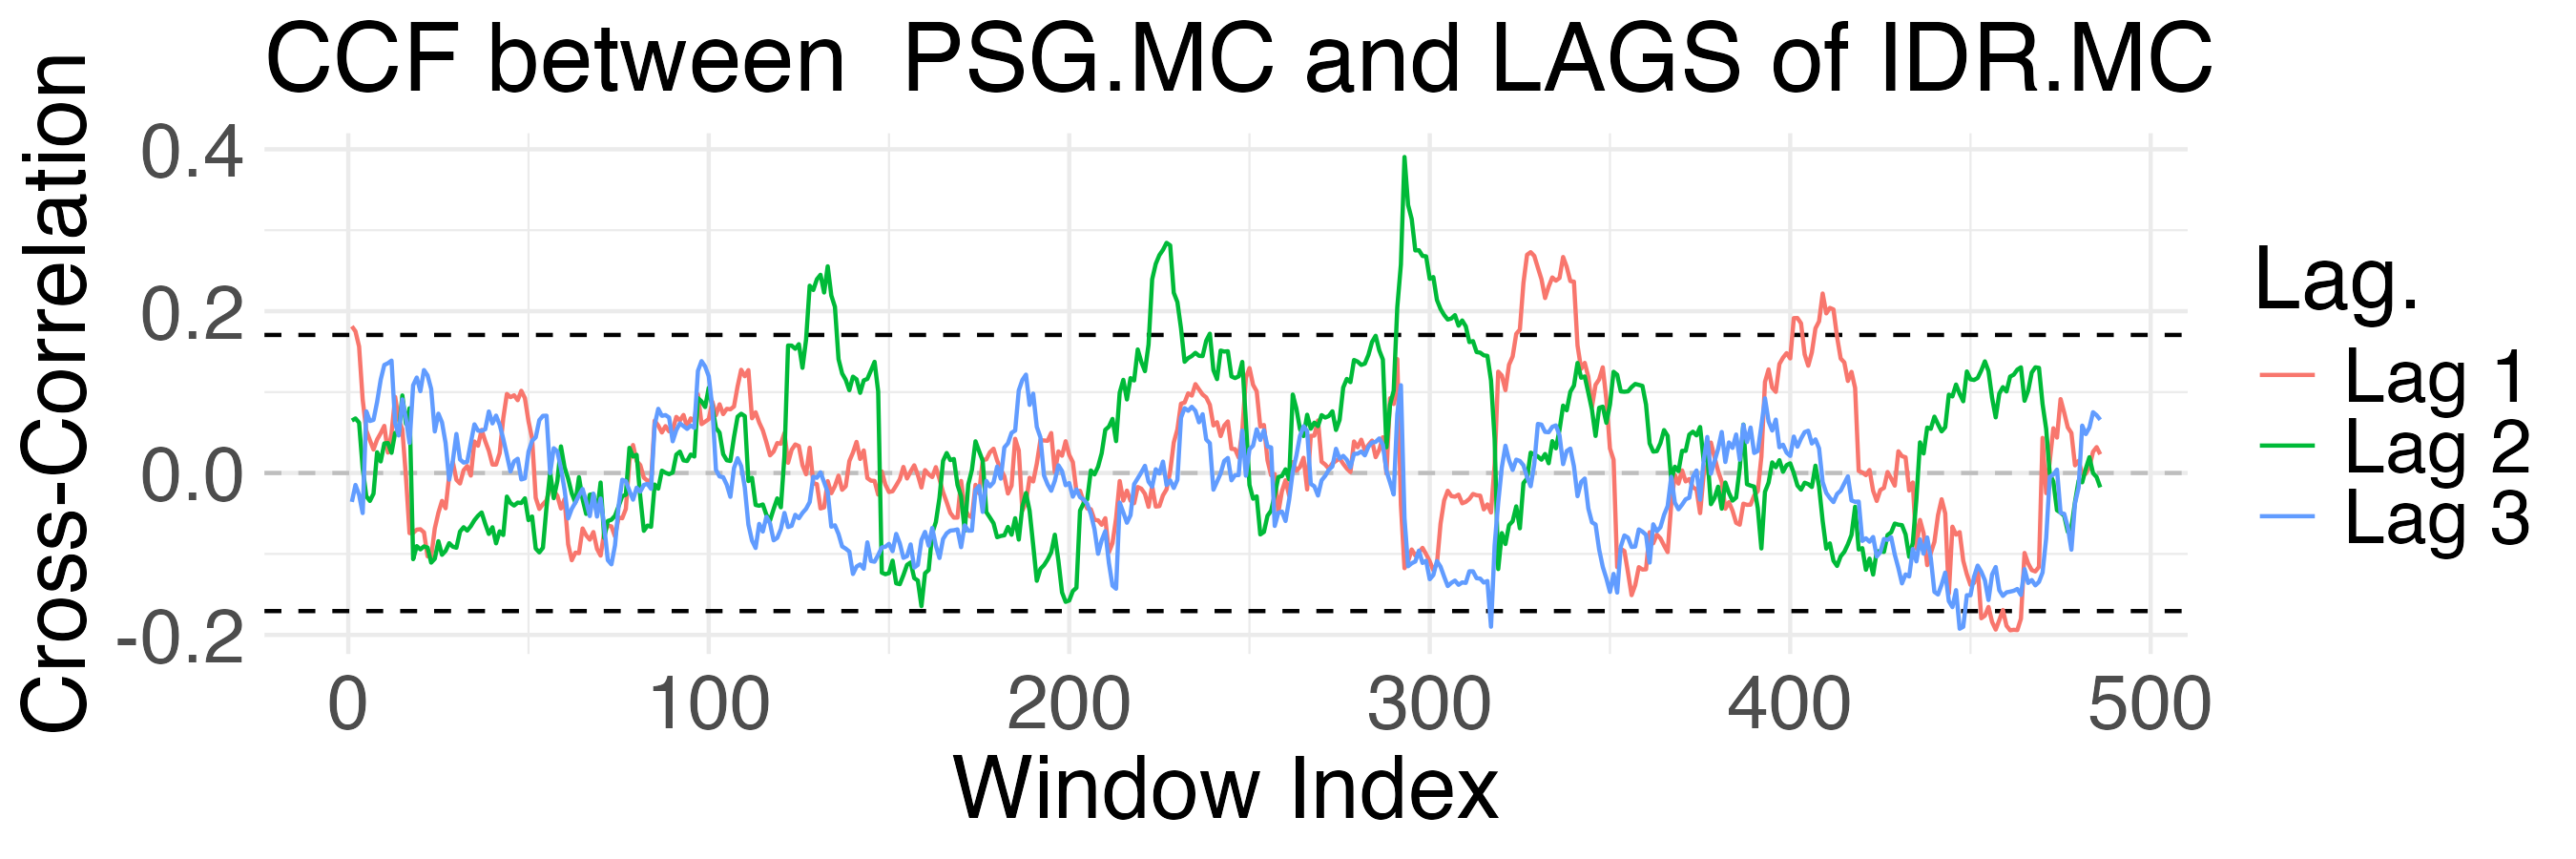 CCF between  PSG.MC and LAGS of IDR.MC
Cross-Correlation
0.4
0.2
0.0
-0.2
0 100 200 300 400 500
Window Index
Lag.
Lag 1
Lag 2
Lag 3